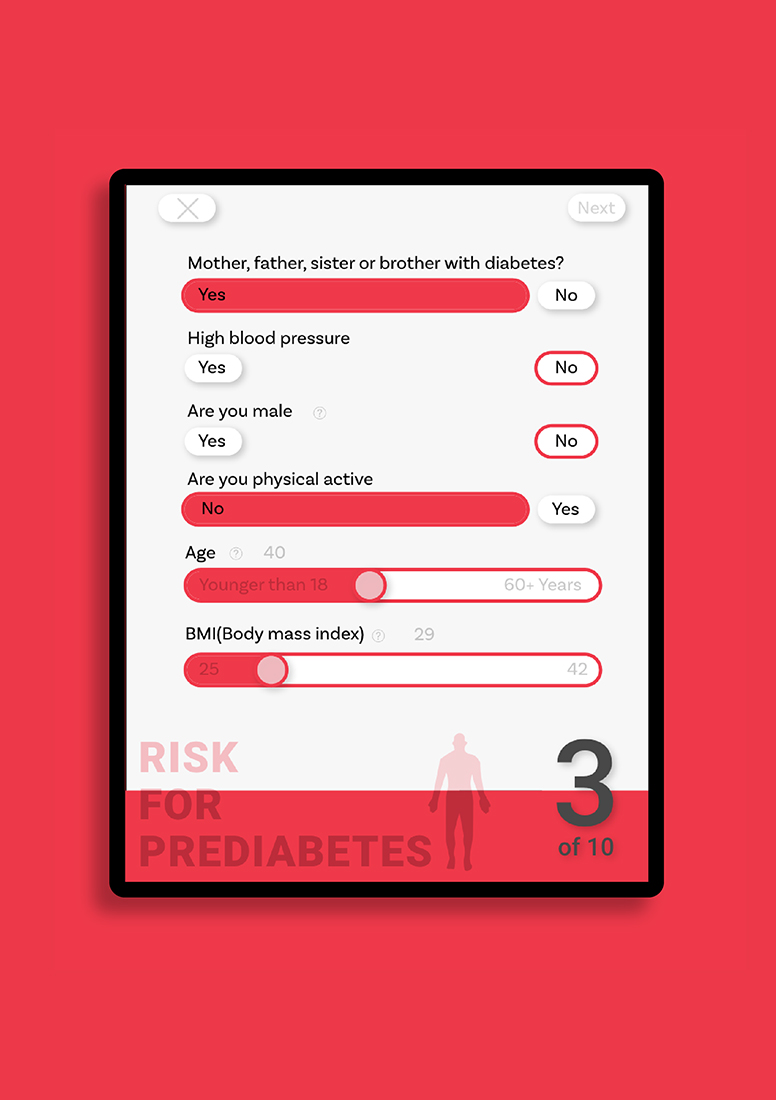 Next
Mother, father, sister or brother with diabetes?
Yes No
High blood pressure
Yes No
Are you male ?
Yes No
Are you physical active
No Yes
Age ? 40
Younger than 18 60+ Years
BMI(Body mass index) ? 29
25 42
RISK
FOR
PREDIABETES
3
of 10